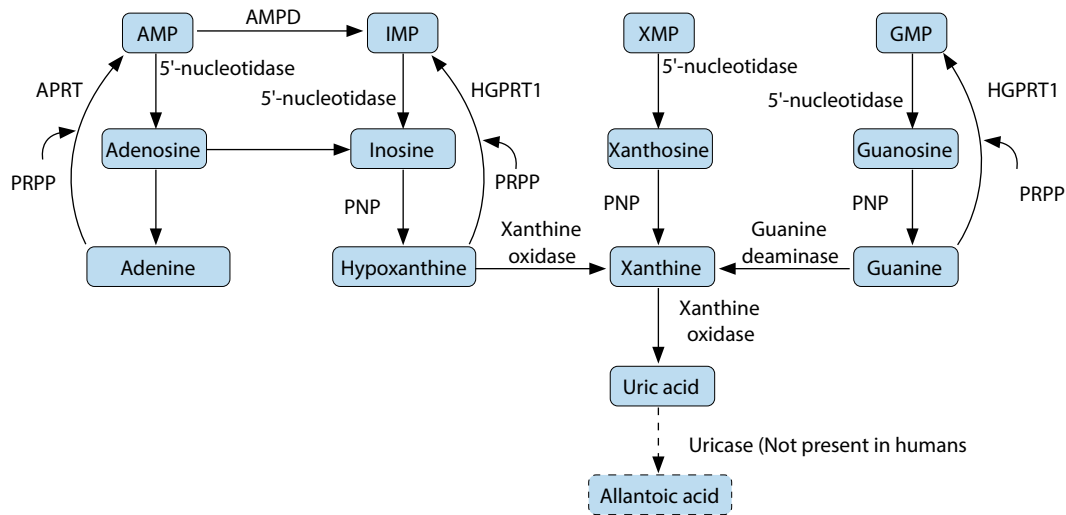 AMPD
AMP
IMP
XMP
GMP
5'-nucleotidase
5'-nucleotidase
APRT
5'-nucleotidase
HGPRT1
5'-nucleotidase
HGPRT1
Adenosine
Inosine
Xanthosine
Guanosine
PRPP
PRPP
PRPP
PNP
PNP
PNP
Xanthine
oxidase
Guanine
deaminase
Adenine
Hypoxanthine
Xanthine
Guanine
Xanthine
oxidase
Uric acid
Uricase (Not present in humans
Allantoic acid